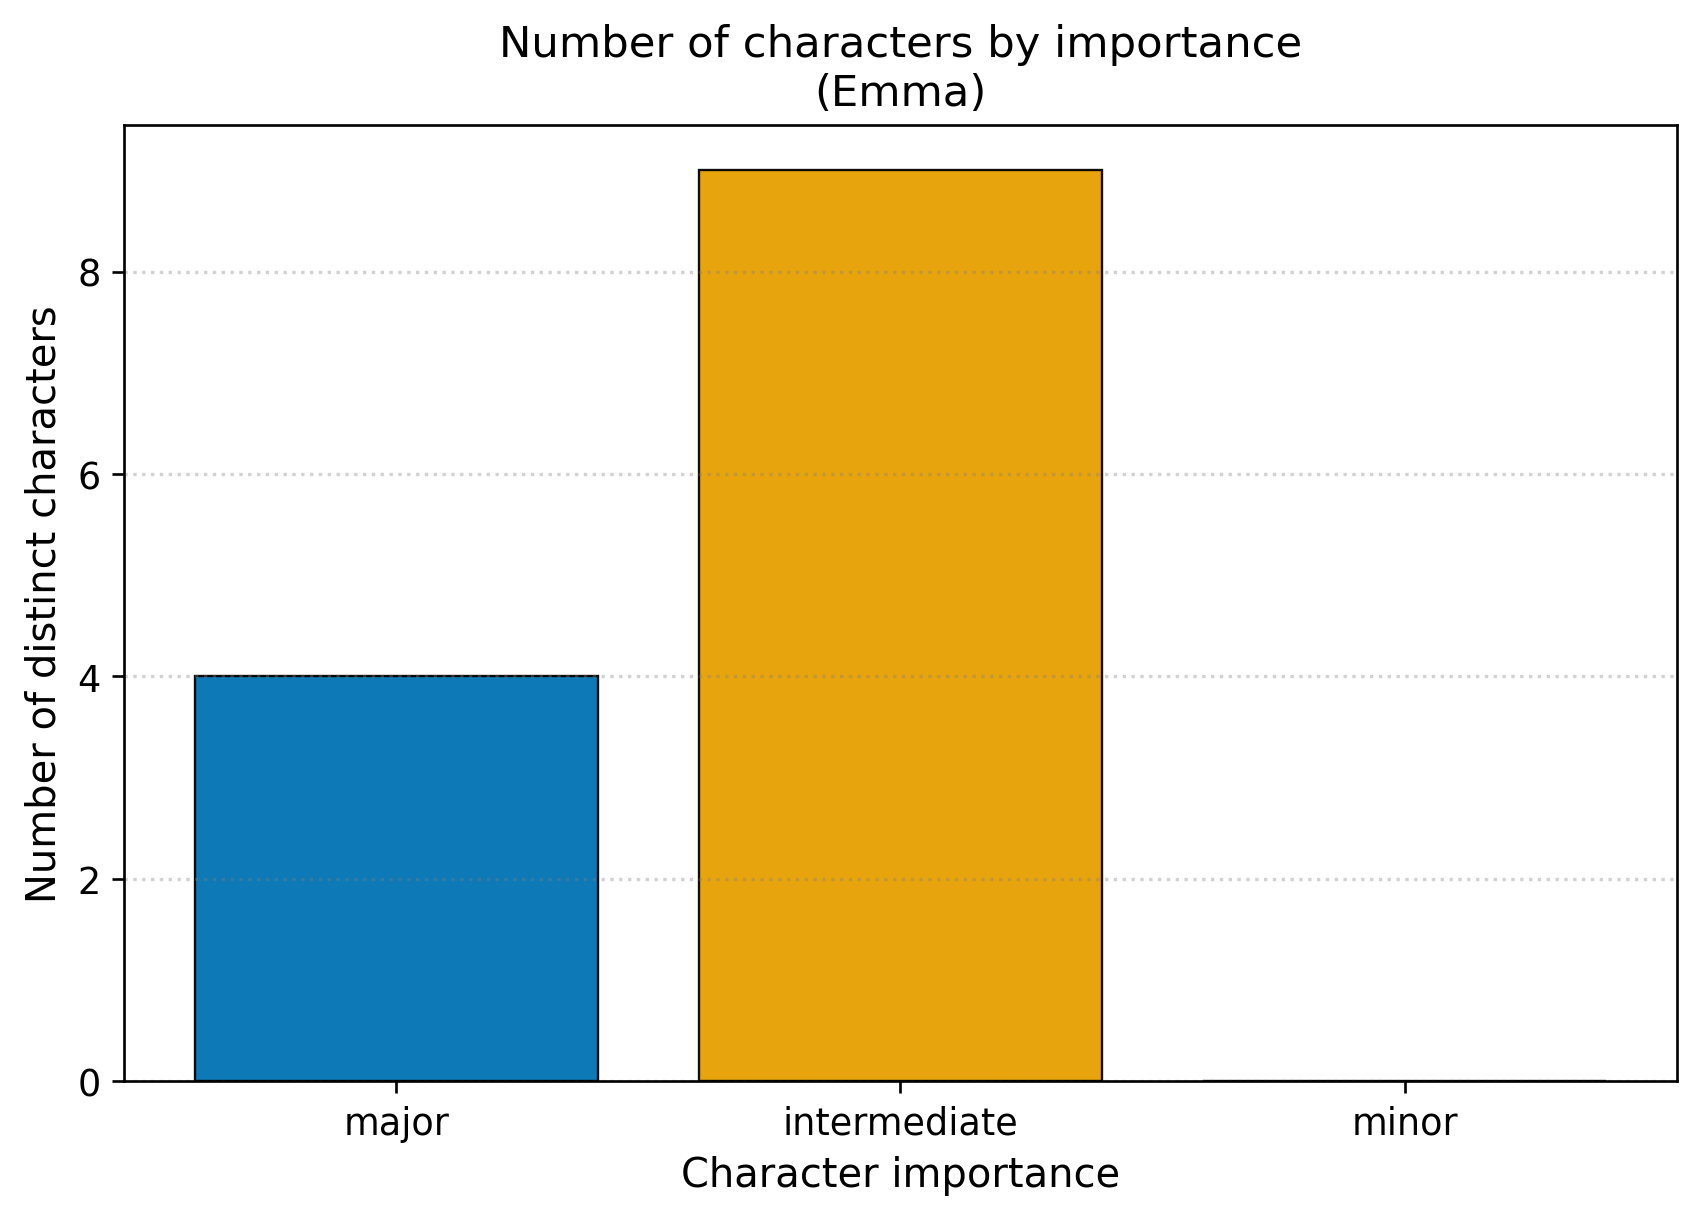 Number of characters by importance
(Emma)
Number of distinct characters
8
6
4
2
0
major intermediate minor
Character importance